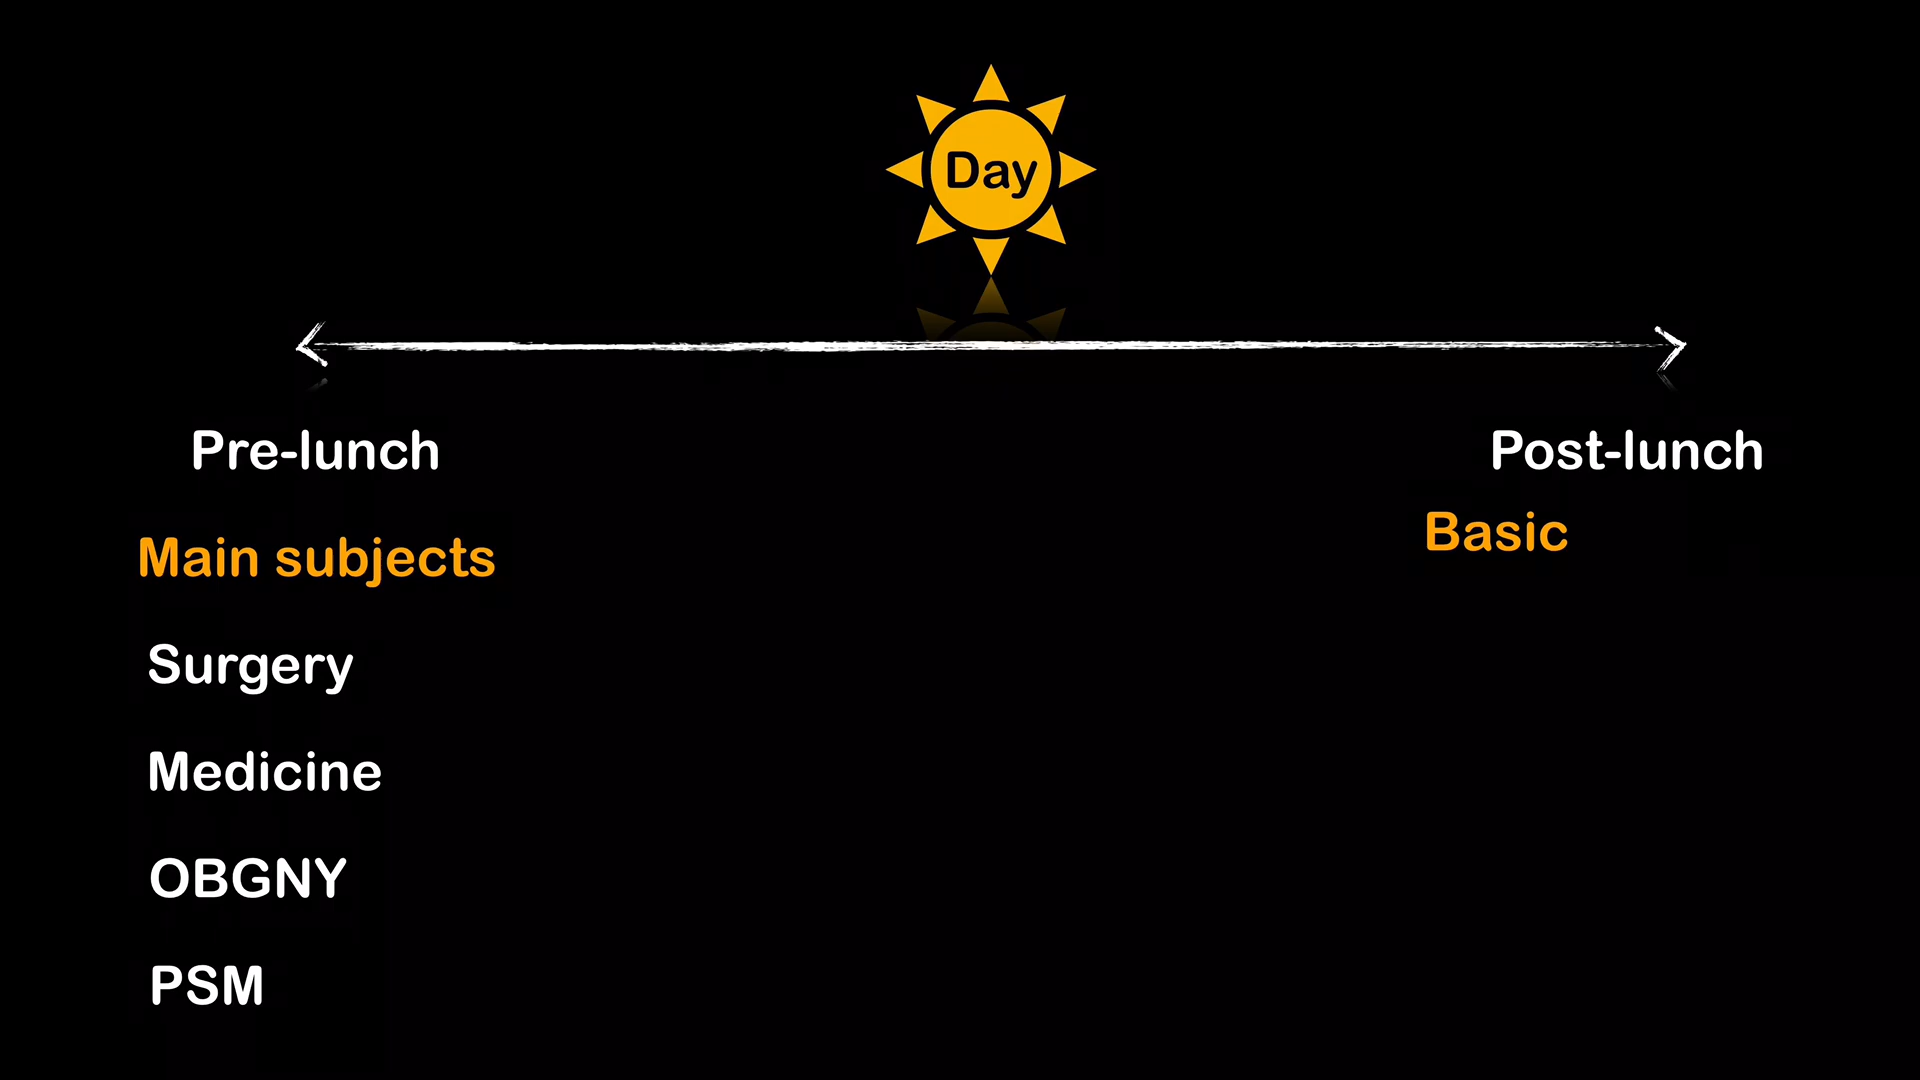 Day
Pre-lunch
Post-lunch
Main subjects
Basic
Surgery
Medicine
OBGNY
PSM